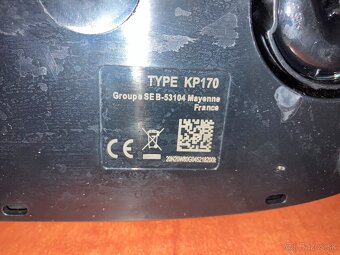 TYPE KP170
Groupe SEB-53104 Mayenne
France
CE